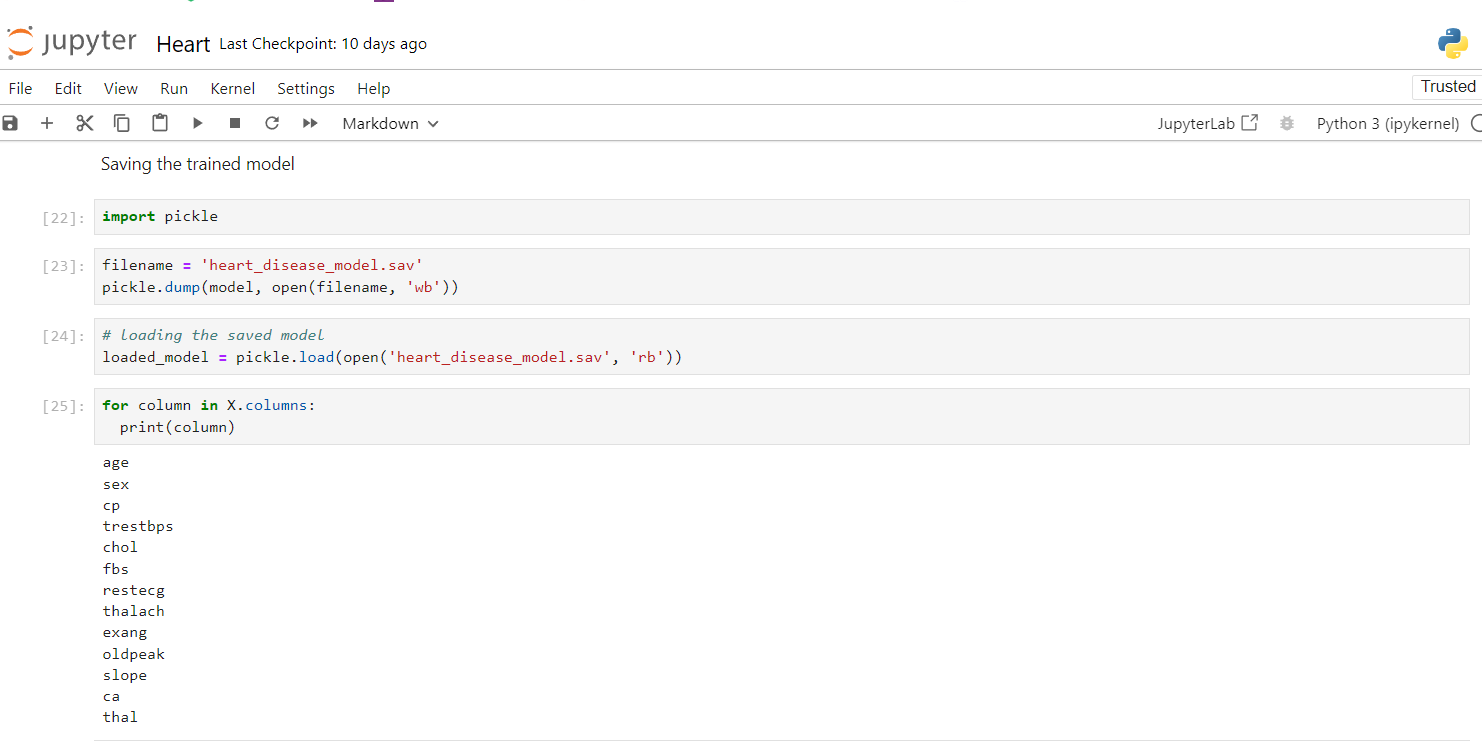 jupyter Heart Last Checkpoint: 10 days ago
File Edit View Run Kernel Settings Help
Trusted
Markdown JupyterLab Python 3 (ipykernel)
Saving the trained model
[22]: import pickle
[23]: filename = 'heart_disease_model.sav'
pickle.dump(model, open(filename, 'wb'))
[24]: # loading the saved model
loaded_model = pickle.load(open('heart_disease_model.sav', 'rb'))
[25]: for column in X.columns:
print(column)
age
sex
cp
trestbps
chol
fbs
restecg
thalach
exang
oldpeak
slope
ca
thal